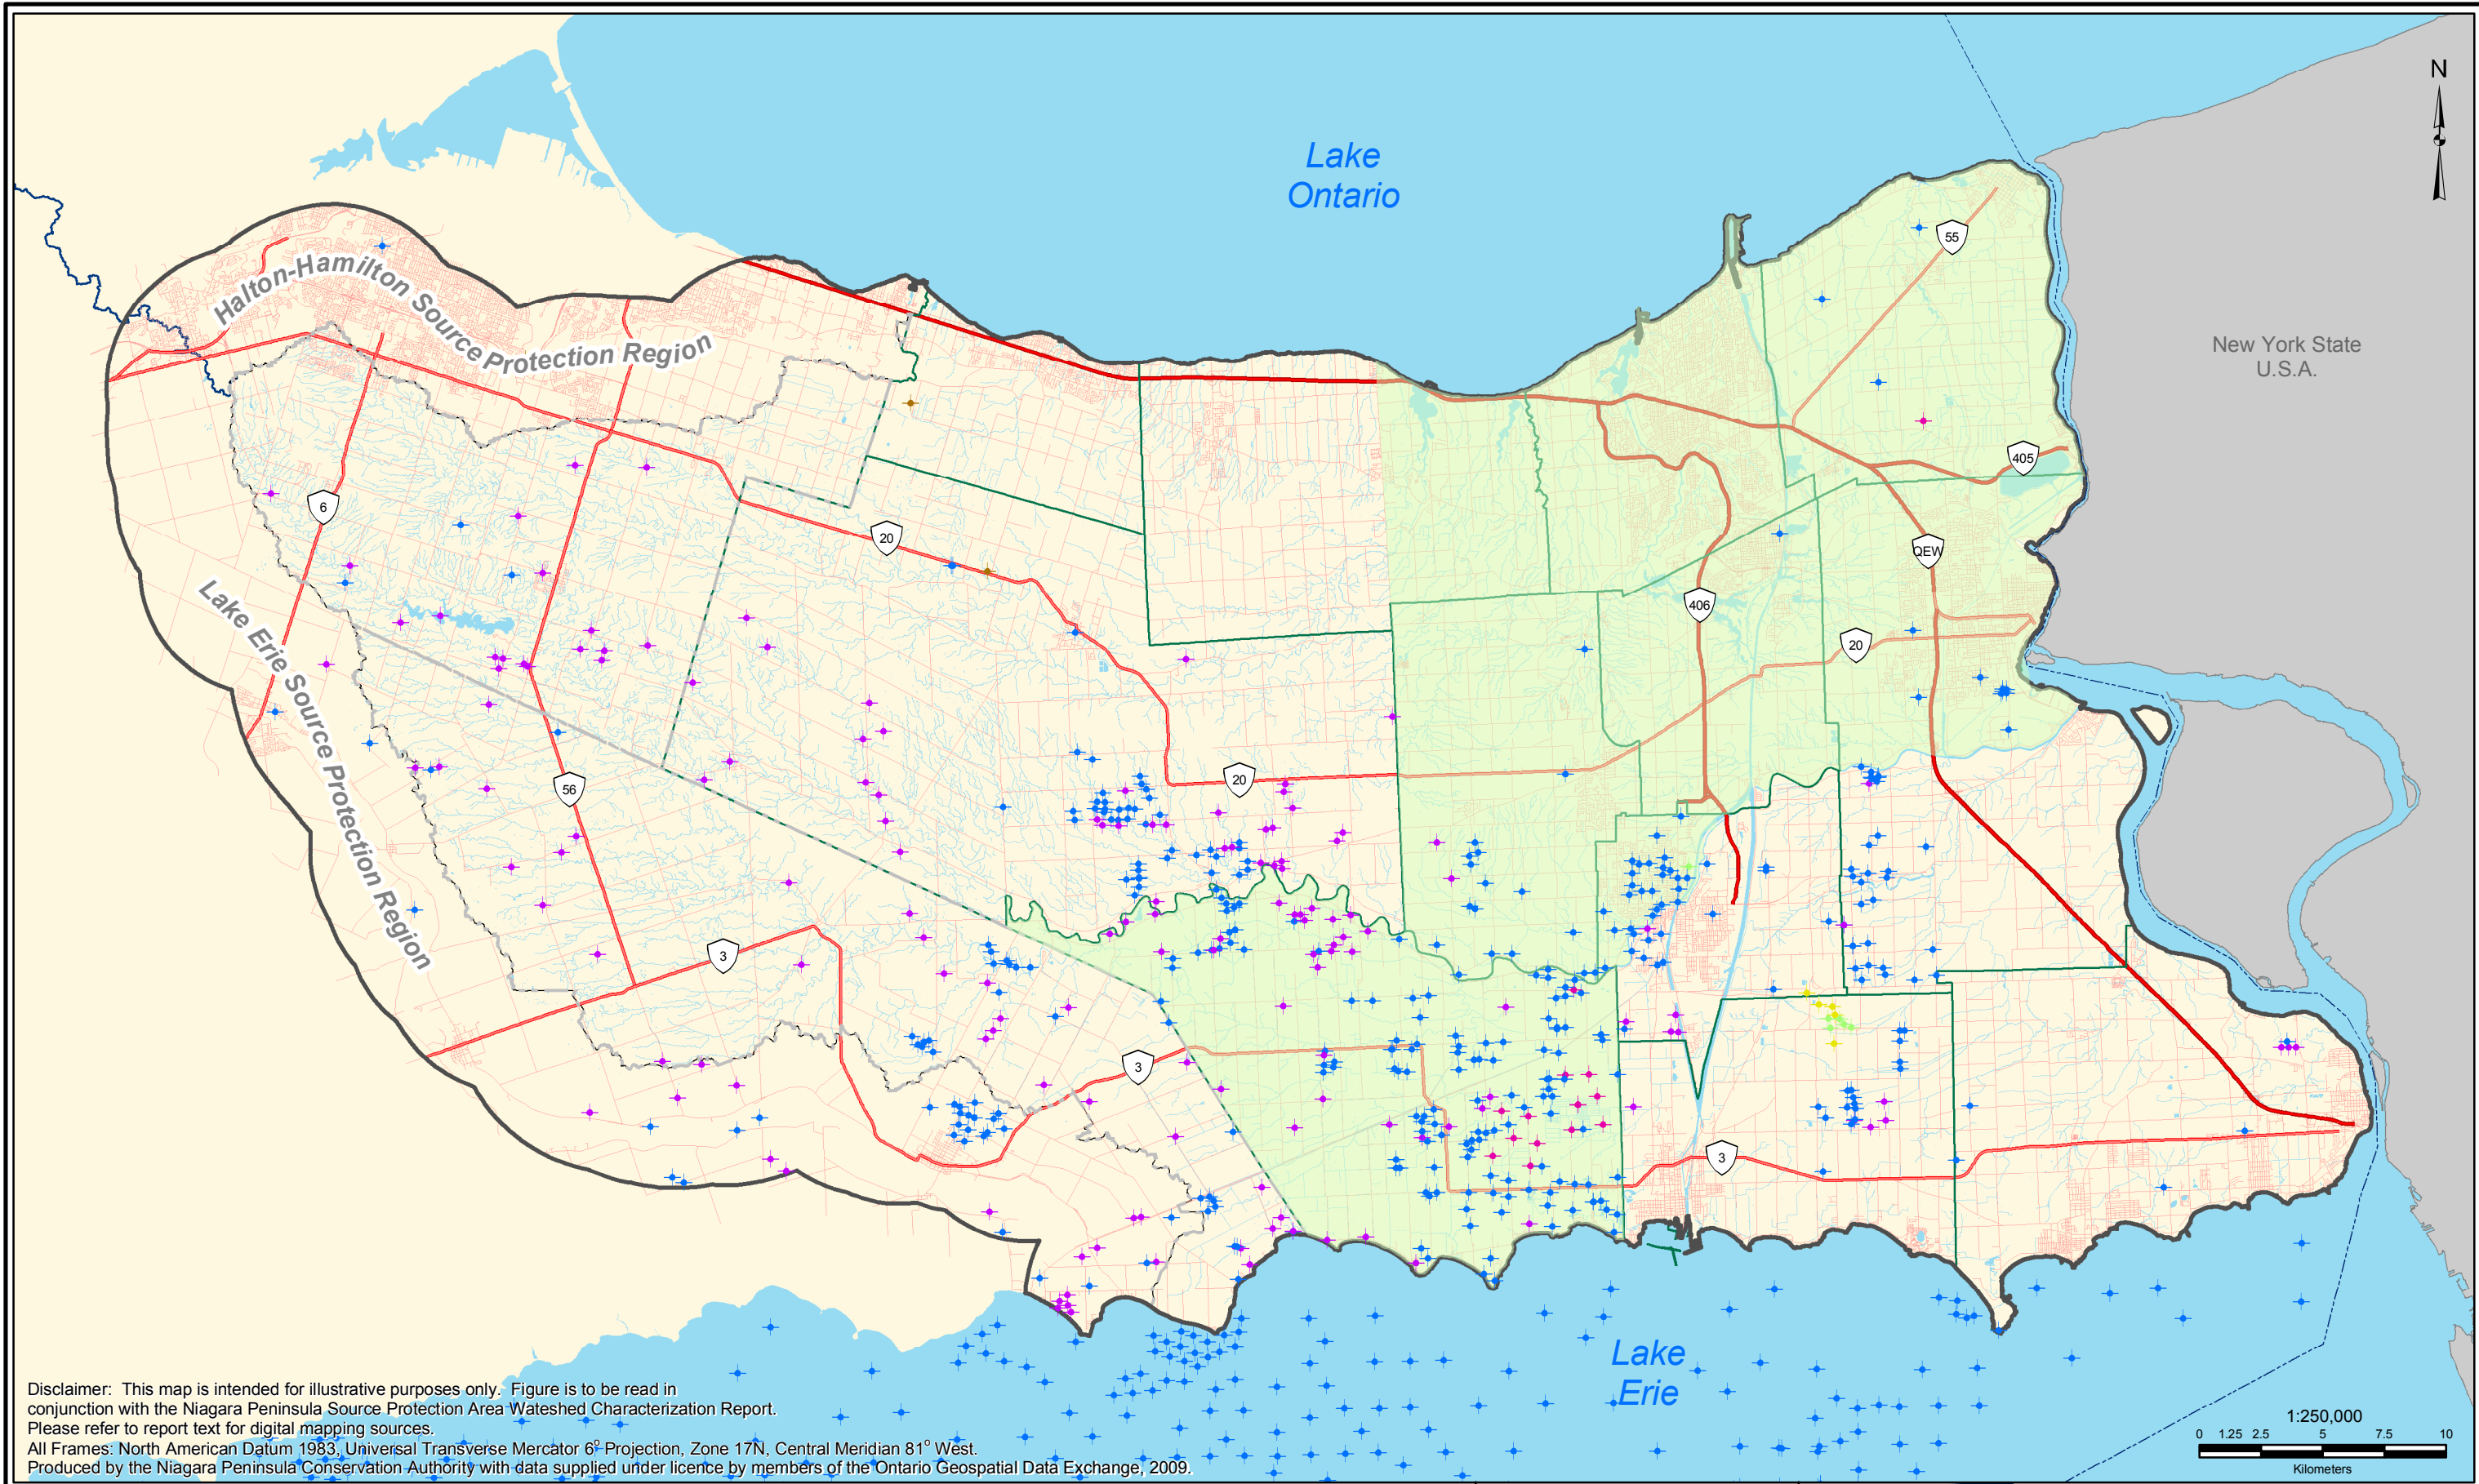 N
Lake
Ontario
55
New York State
U.S.A.
Halton-Hamilton Source Protection Region
405
6
20
QEW
406
20
Lake Erie Source Protection Region
20
56
3
3
3
Lake
Erie
Disclaimer: This map is intended for illustrative purposes only. Figure is to be read in
conjunction with the Niagara Peninsula Source Protection Area Wateshed Characterization Report.
Please refer to report text for digital mapping sources.
All Frames: North American Datum 1983, Universal Transverse Mercator 6° Projection, Zone 17N, Central Meridian 81° West.
Produced by the Niagara Peninsula Conservation Authority with data supplied under licence by members of the Ontario Geospatial Data Exchange, 2009.
1:250,000
0 1.25 2.5 5 7.5 10
Kilometers